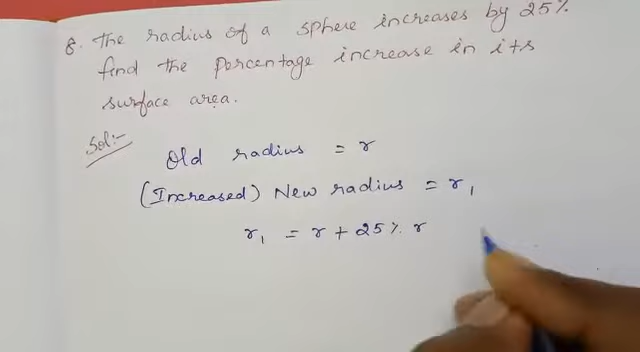 8. The radius of a sphere increases by 25%
find the percentage increase in its
surface area.
Sol:-
Old radius = r
(Increased) New radius = r₁
r₁ = r + 25% r